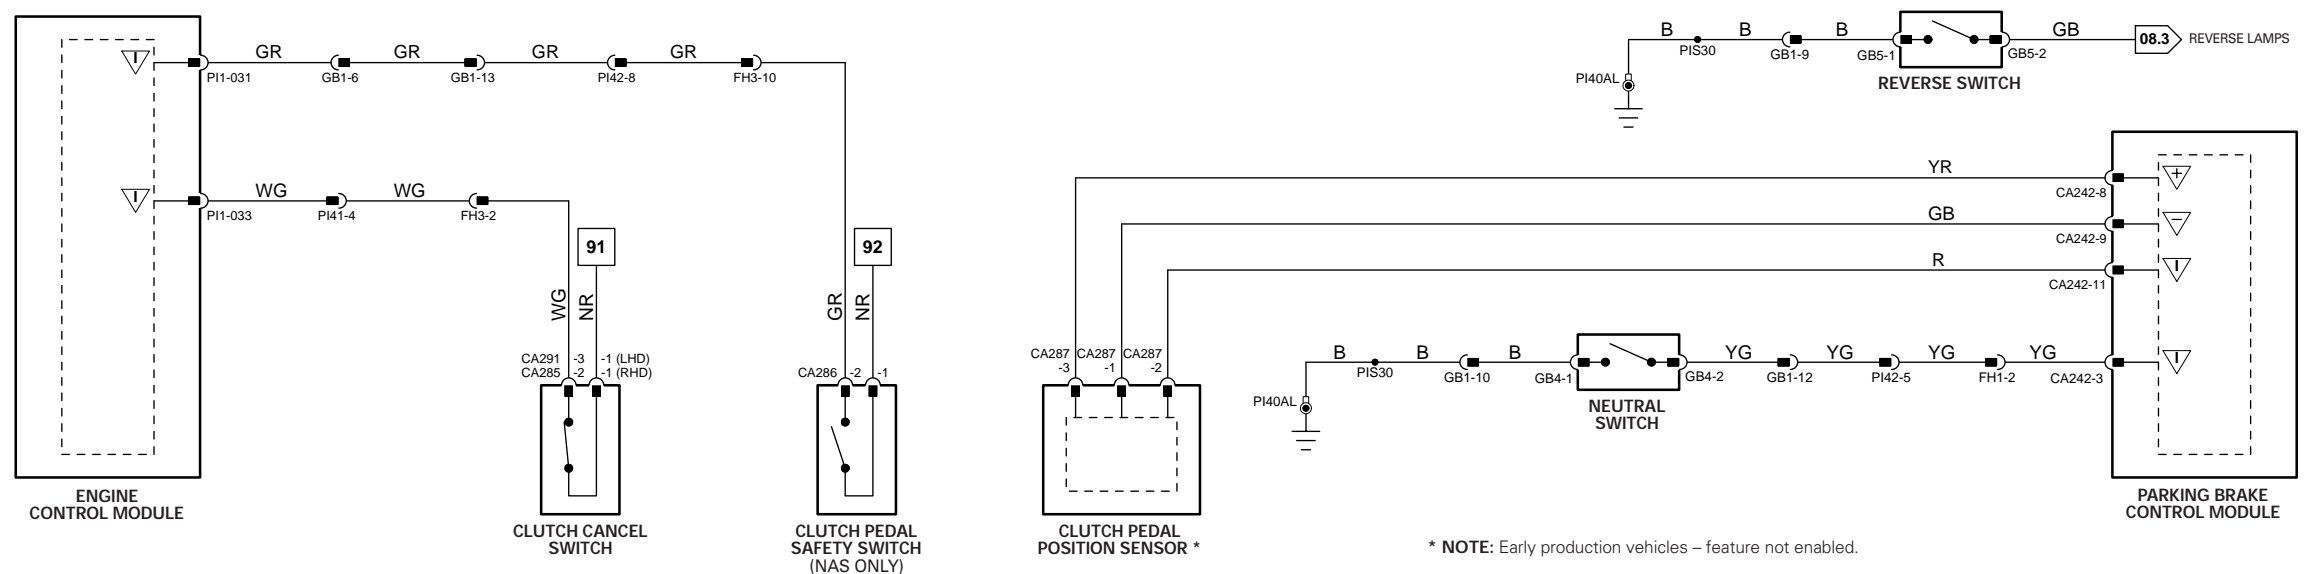 GR GR GR GR
PI1-031 GB1-6 GB1-13 PI42-8 FH3-10
WG WG
PI1-033 PI41-4 FH3-2
91
92
WG NR
GR NR
CA291 -3 -1 (LHD)
CA285 -2 -1 (RHD)
CA286 -2 -1
ENGINE
CONTROL MODULE
CLUTCH CANCEL
SWITCH
CLUTCH PEDAL
SAFETY SWITCH
(NAS ONLY)
B B B GB
PIS30 GB1-9 GB5-1 GB5-2
08.3 REVERSE LAMPS
PI40AL
REVERSE SWITCH
YR
CA242-8
+
GB
CA242-9
–
R
CA242-11
I
I
I
I
CA287 CA287 CA287
-3 -1 -2
B B B YG YG YG YG
PIS30 GB1-10 GB4-1 GB4-2 GB1-12 PI42-5 FH1-2 CA242-3
PI40AL
NEUTRAL
SWITCH
CLUTCH PEDAL
POSITION SENSOR *
PARKING BRAKE
CONTROL MODULE
* NOTE: Early production vehicles – feature not enabled.